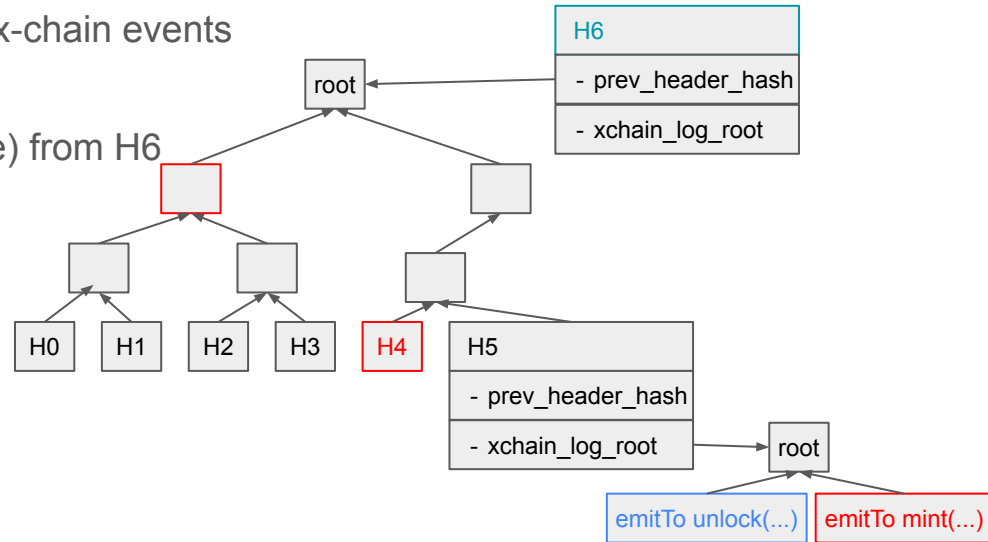 x-chain events
H6
- prev_header_hash
- xchain_log_root
root
e) from H6
H0
H1
H2
H3
H4
H5
- prev_header_hash
- xchain_log_root
root
emitTo unlock(...)
emitTo mint(...)